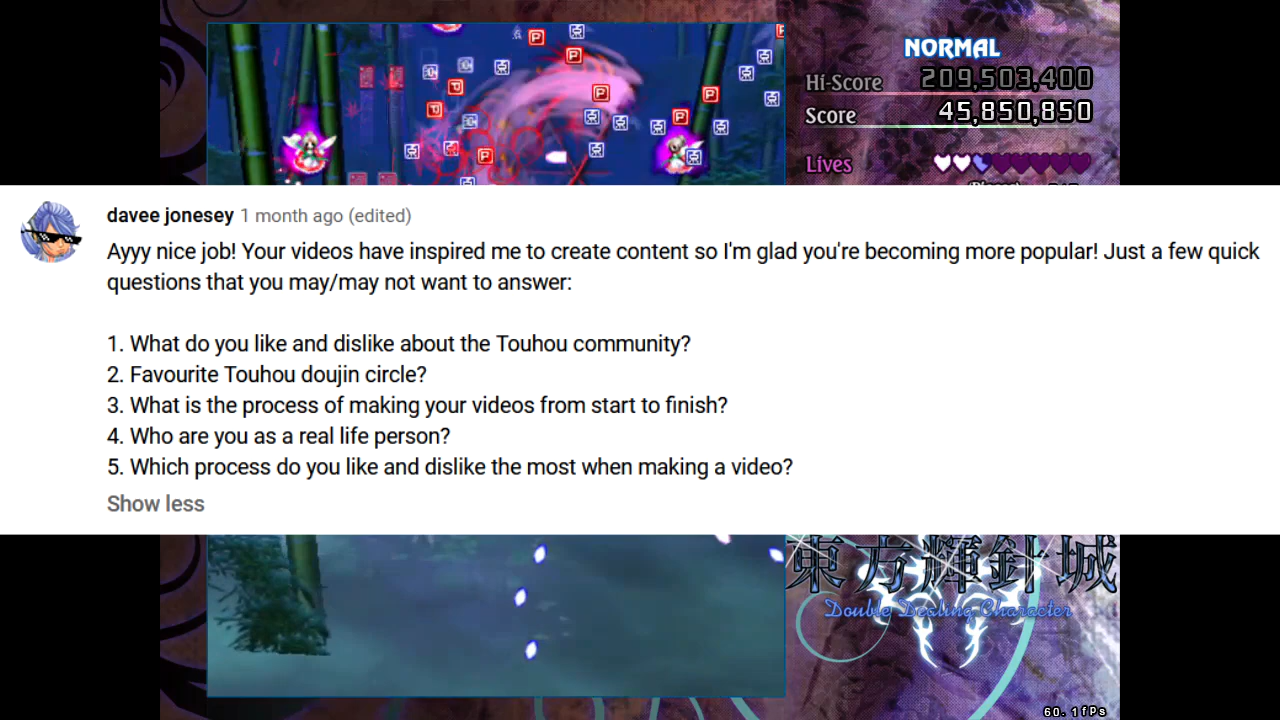 NORMAL
Hi-Score 209,503,400
Score 45,850,850
Lives
davee jonesey 1 month ago (edited)
Ayyy nice job! Your videos have inspired me to create content so I'm glad you're becoming more popular! Just a few quick
questions that you may/may not want to answer:
1. What do you like and dislike about the Touhou community?
2. Favourite Touhou doujin circle?
3. What is the process of making your videos from start to finish?
4. Who are you as a real life person?
5. Which process do you like and dislike the most when making a video?
Show less
東方輝針城
Double Dealing Character
60.1fps